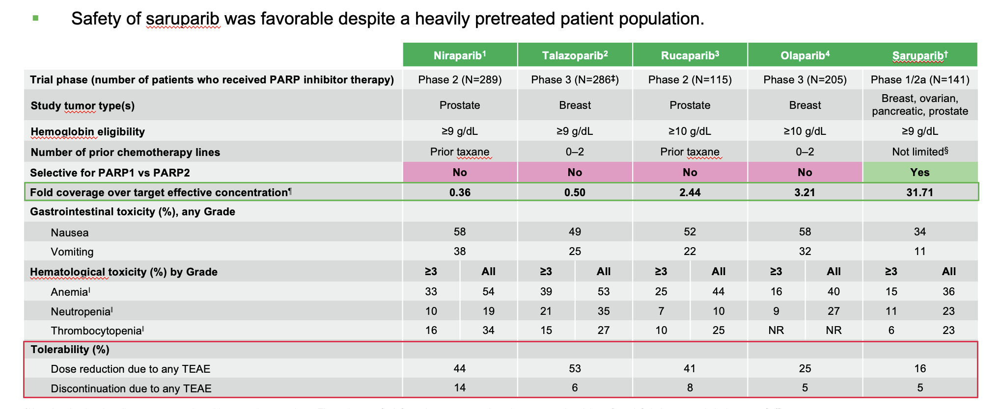 ▪ Safety of saruparib was favorable despite a heavily pretreated patient population.
Niraparib¹ Talazoparib² Rucaparib³ Olaparib⁴ Saruparib†
Trial phase (number of patients who received PARP inhibitor therapy) Phase 2 (N=289) Phase 3 (N=286‡) Phase 2 (N=115) Phase 3 (N=205) Phase 1/2a (N=141)
Study tumor type(s) Prostate Breast Prostate Breast Breast, ovarian,
pancreatic, prostate
Hemoglobin eligibility ≥9 g/dL ≥9 g/dL ≥10 g/dL ≥10 g/dL ≥9 g/dL
Number of prior chemotherapy lines Prior taxane 0–2 Prior taxane 0–2 Not limited§
Selective for PARP1 vs PARP2 No No No No Yes
Fold coverage over target effective concentration¶ 0.36 0.50 2.44 3.21 31.71
Gastrointestinal toxicity (%), any Grade
Nausea 58 49 52 58 34
Vomiting 38 25 22 32 11
Hematological toxicity (%) by Grade ≥3 All ≥3 All ≥3 All ≥3 All ≥3 All
Anemia‖ 33 54 39 53 25 44 16 40 15 36
Neutropenia‖ 10 19 21 35 7 10 9 27 11 23
Thrombocytopenia‖ 16 34 15 27 10 25 NR NR 6 23
Tolerability (%)
Dose reduction due to any TEAE 44 53 41 25 16
Discontinuation due to any TEAE 14 6 8 5 5